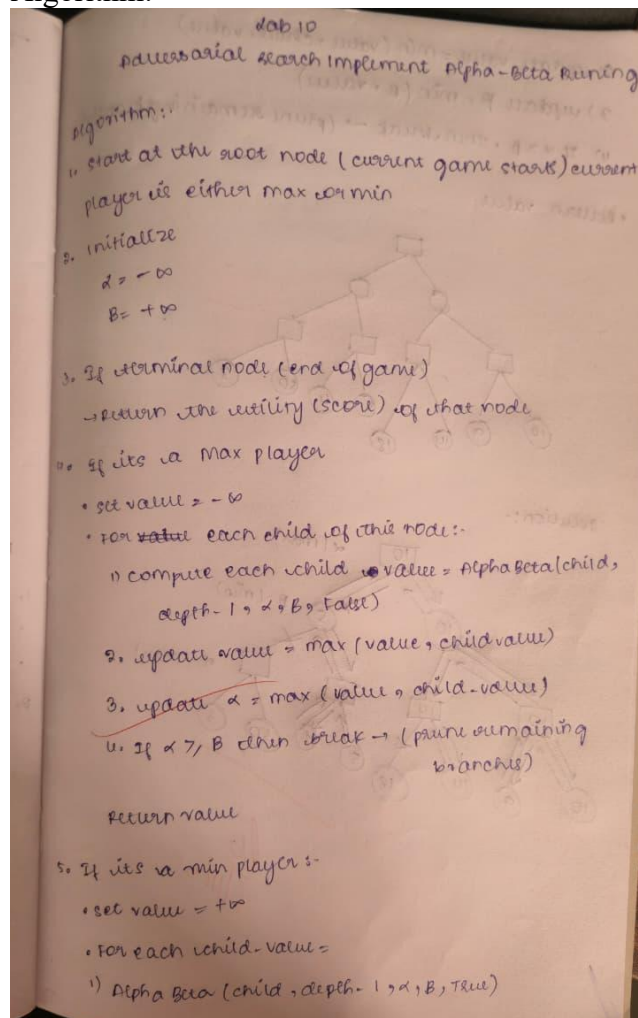 Algorithm:
Lab 10
Adversarial search Implement Alpha-Beta Runing
Algorithm:.
1. start at the root node (current game starts) current
player is either max or min
2. initialize
α = -∞
B = +∞
3. If terminal node (end of game)
→ Return the utility (score) of that node
4. If its a Max player
• set value = -∞
• For value each child of this node:-
1) compute each child value = AlphaBeta(child,
depth-1, α, B, False)
2. update value = max (value, child value)
3. update α = max (value, child-value)
4. If α >, B then break → (prune remaining
branches)
Return value
5. If its a min player :-
• set value = +∞
• For each child-value =
1) Alpha Beta (child, depth-1, α, B, True)